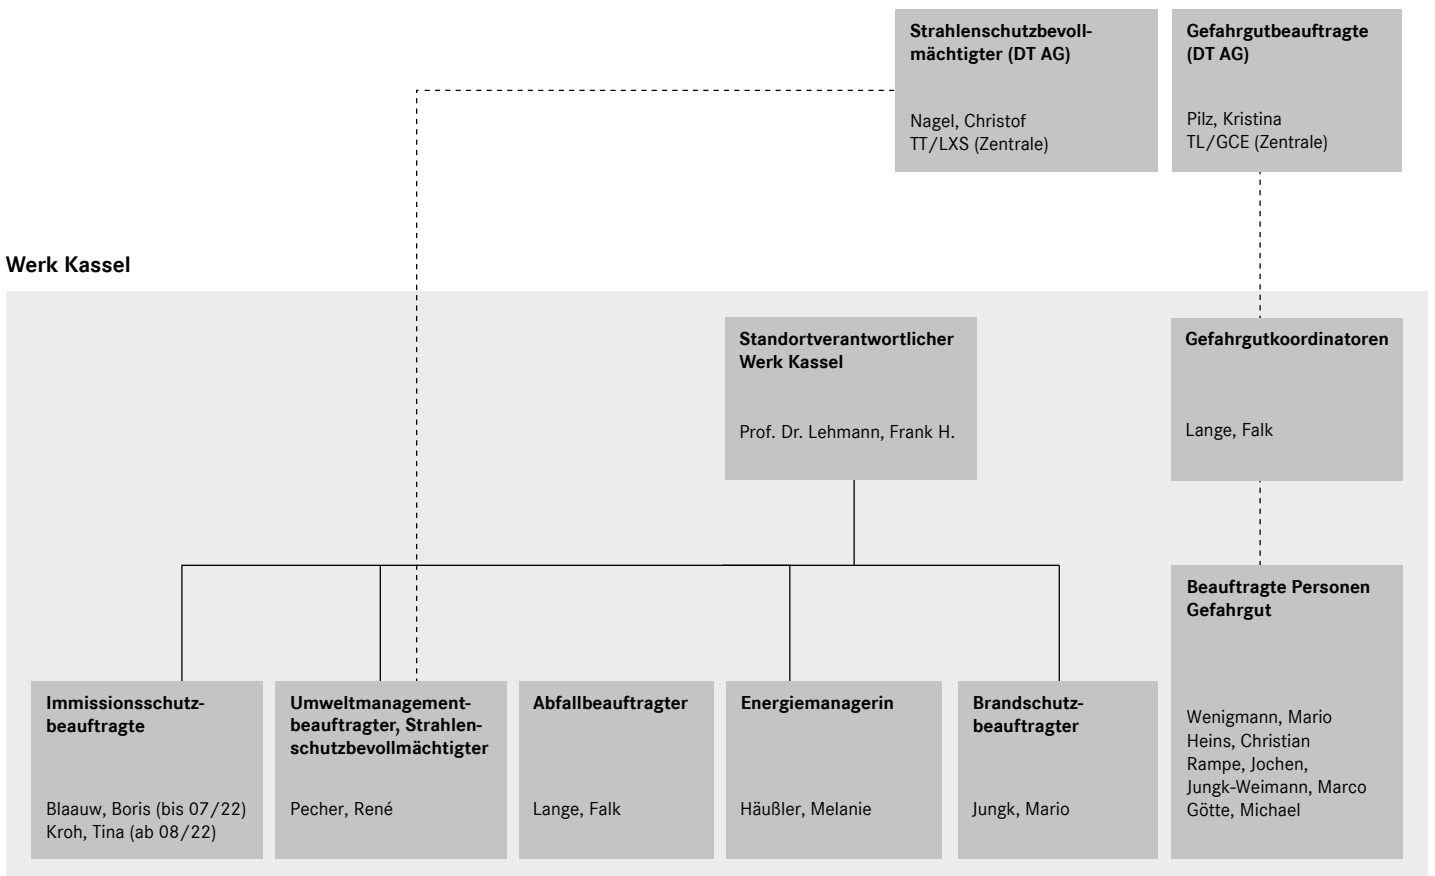 Strahlenschutzbevoll-
mächtigter (DT AG)
Nagel, Christof
TT/LXS (Zentrale)
Gefahrgutbeauftragte
(DT AG)
Pilz, Kristina
TL/GCE (Zentrale)
Werk Kassel
Standortverantwortlicher
Werk Kassel
Prof. Dr. Lehmann, Frank H.
Gefahrgutkoordinatoren
Lange, Falk
Immissionsschutz-
beauftragte
Blaauw, Boris (bis 07/22)
Kroh, Tina (ab 08/22)
Umweltmanagement-
beauftragter, Strahlen-
schutzbevollmächtigter
Pecher, René
Abfallbeauftragter
Lange, Falk
Energiemanagerin
Häußler, Melanie
Brandschutz-
beauftragter
Jungk, Mario
Beauftragte Personen
Gefahrgut
Wenigmann, Mario
Heins, Christian
Rampe, Jochen,
Jungk-Weimann, Marco
Götte, Michael